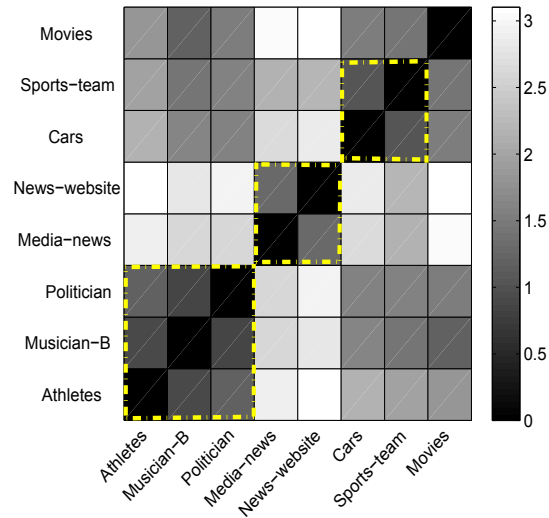 Movies
Sports-team
Cars
News-website
Media-news
Politician
Musician-B
Athletes
Athletes
Musician-B
Politician
Media-news
News-website
Cars
Sports-team
Movies
3
2.5
2
1.5
1
0.5
0